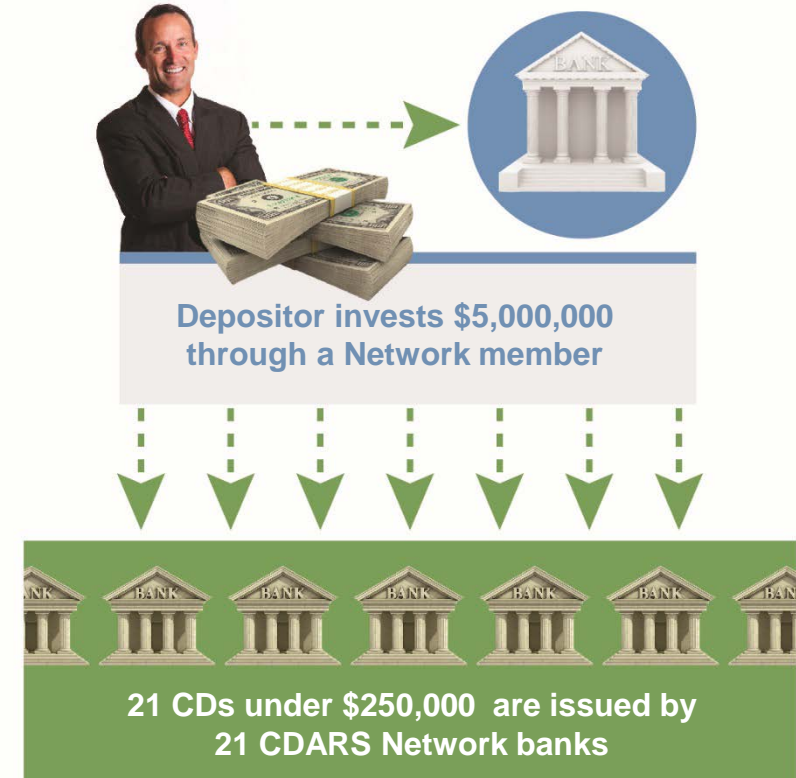 BANK
Depositor invests $5,000,000
through a Network member
BANK BANK BANK BANK BANK
21 CDs under $250,000 are issued by
21 CDARS Network banks